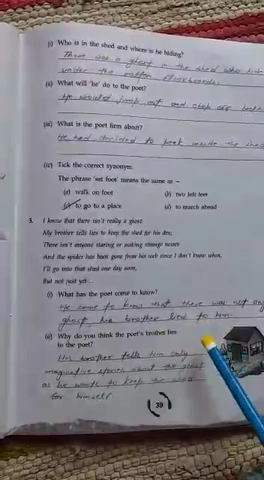 (i) Who is in the shed and where is he hiding?
There was a ghost in the shed who hide
under the rotten floorboards.
(ii) What will 'he' do to the poet?
He would jump out and chop off
(iii) What is the poet firm about?
He had decided to peek inside the shed
(iv) Tick the correct synonym.
The phrase 'set foot' means the same as –
(a) walk on foot
(b) two left feet
(c) to go to a place
(d) to march ahead
3. I know that there isn't really a ghost
My brother tells lies to keep the shed for his den;
There isn't anyone staring or making strange noises
And the spider has been gone from his web since I don't know when,
I'll go into that shed one day soon,
But not just yet...
(i) What has the poet come to know?
He came to know that there was not any
ghost, his brother lied to him.
(ii) Why do you think the poet's brother lies
to the poet?
His brother tells him only
imaginative stories about the ghost
as he wants to keep the shed
for himself
39